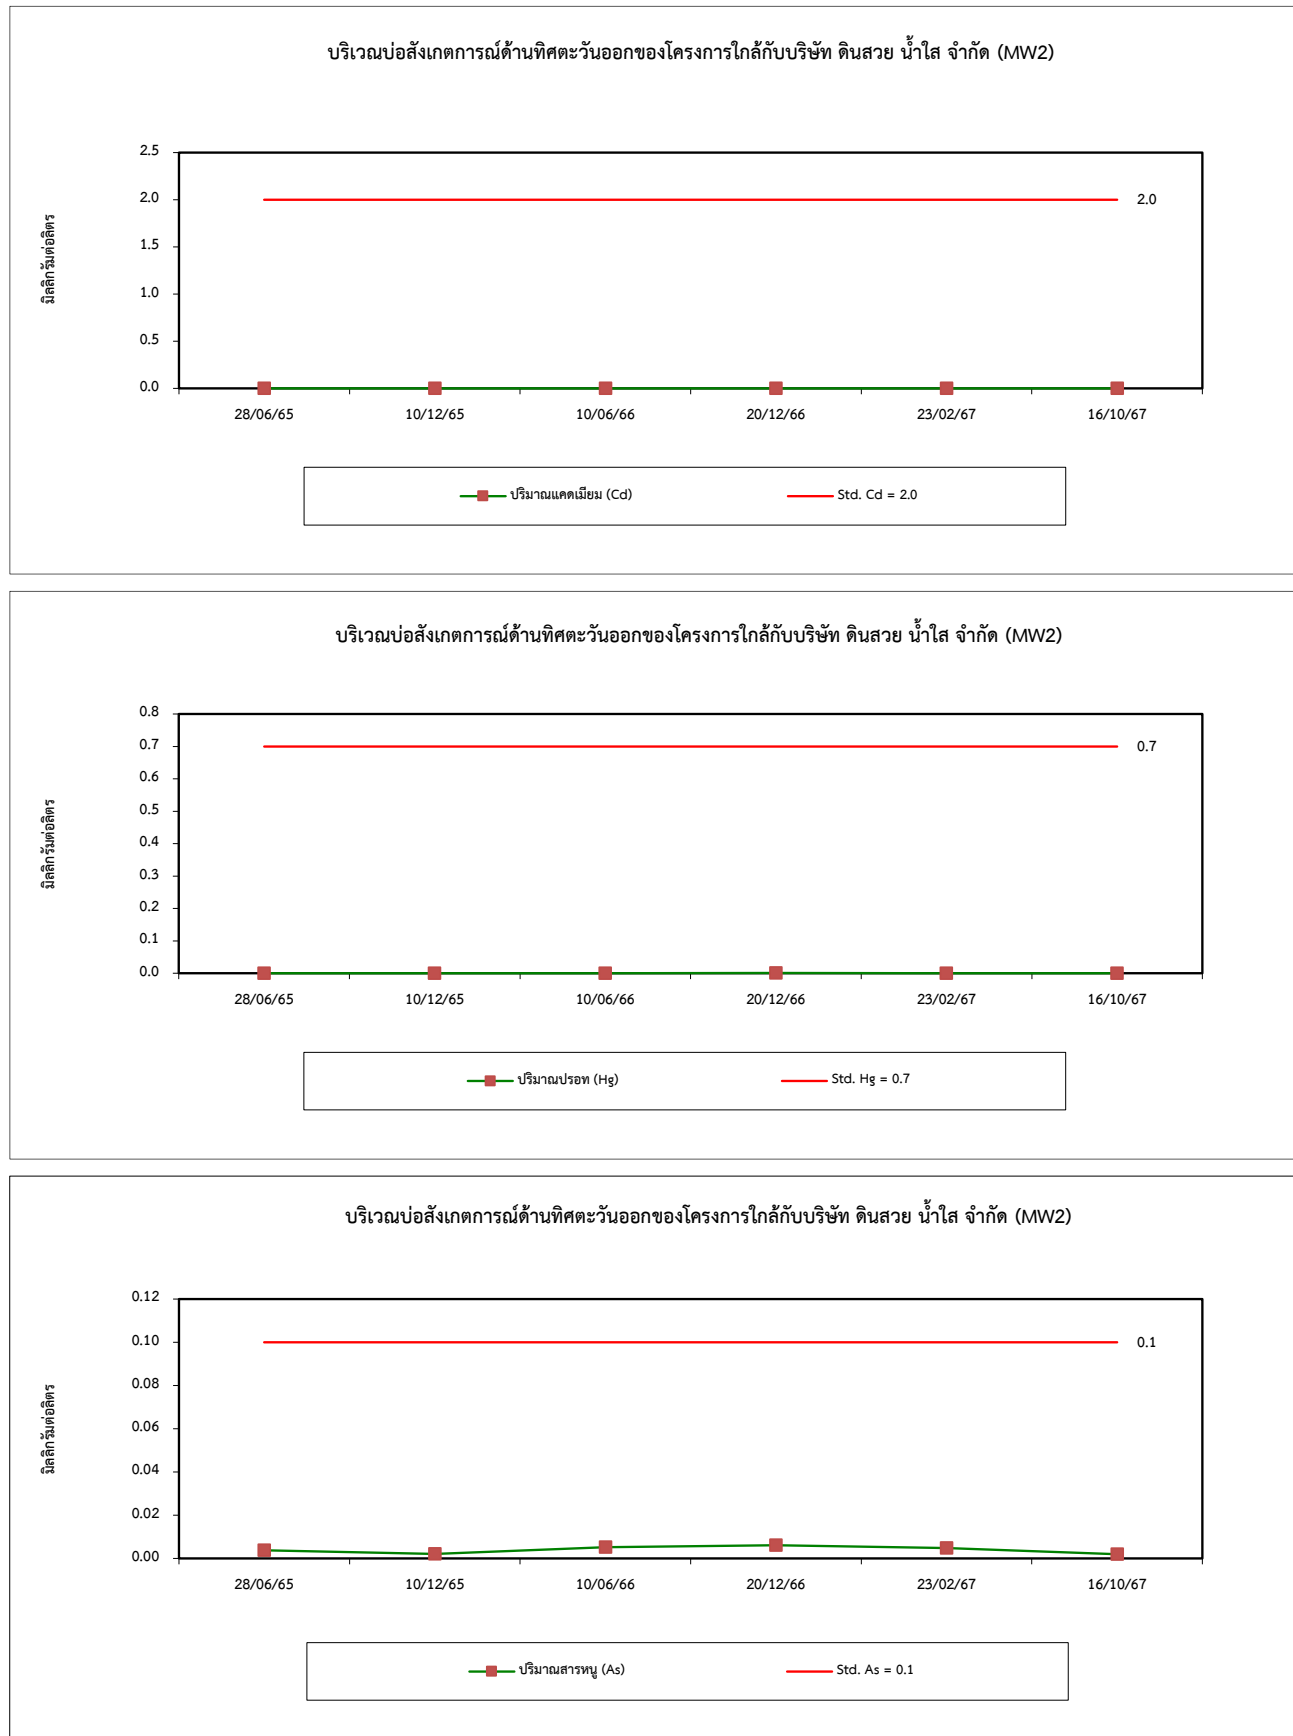 บริเวณบ่อสังเกตการณ์ด้านทิศตะวันออกของโครงการใกล้กับบริษัท ดินสวย น้ำใส จำกัด (MW2)
มิลลิกรัมต่อลิตร
2.5
2.0
1.5
1.0
0.5
0.0
2.0
28/06/65 10/12/65 10/06/66 20/12/66 23/02/67 16/10/67
ปริมาณแคดเมียม (Cd) Std. Cd = 2.0
บริเวณบ่อสังเกตการณ์ด้านทิศตะวันออกของโครงการใกล้กับบริษัท ดินสวย น้ำใส จำกัด (MW2)
มิลลิกรัมต่อลิตร
0.8
0.7
0.6
0.5
0.4
0.3
0.2
0.1
0.0
0.7
28/06/65 10/12/65 10/06/66 20/12/66 23/02/67 16/10/67
ปริมาณปรอท (Hg) Std. Hg = 0.7
บริเวณบ่อสังเกตการณ์ด้านทิศตะวันออกของโครงการใกล้กับบริษัท ดินสวย น้ำใส จำกัด (MW2)
มิลลิกรัมต่อลิตร
0.12
0.10
0.08
0.06
0.04
0.02
0.00
0.1
28/06/65 10/12/65 10/06/66 20/12/66 23/02/67 16/10/67
ปริมาณสารหนู (As) Std. As = 0.1